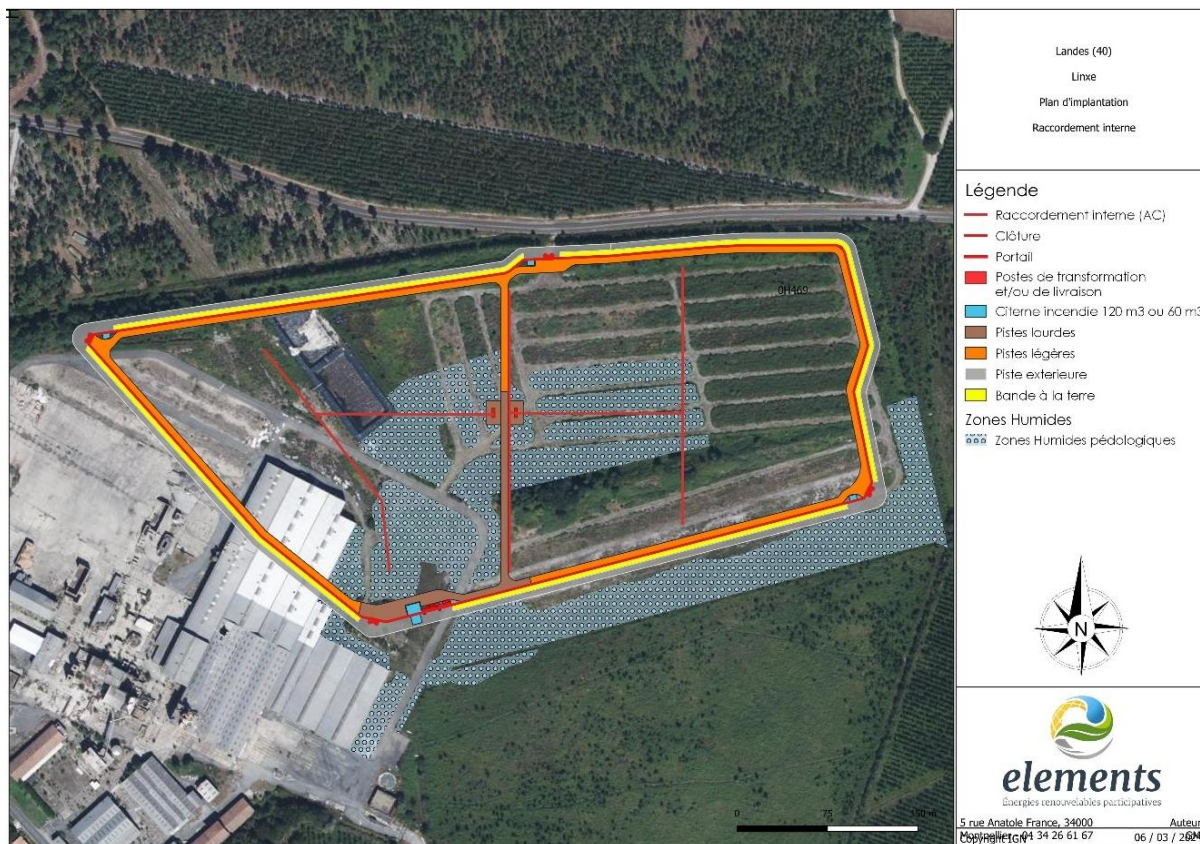 Landes (40)
Linxe
Plan d'implantation
Raccordement interne
Légende
Raccordement interne (AC)
Clôture
Portail
Postes de transformation
et/ou de livraison
Citerne incendie 120 m3 ou 60 m3
Pistes lourdes
Pistes légères
Piste exterieure
Bande à la terre
Zones Humides
Zones Humides pédologiques
0H469
N
elements
Énergies renouvelables participatives
0 75 150 m
5 rue Anatole France, 34000 Auteur
Montpellier - 04 34 26 61 67
Copyright IGN 06 / 03 /